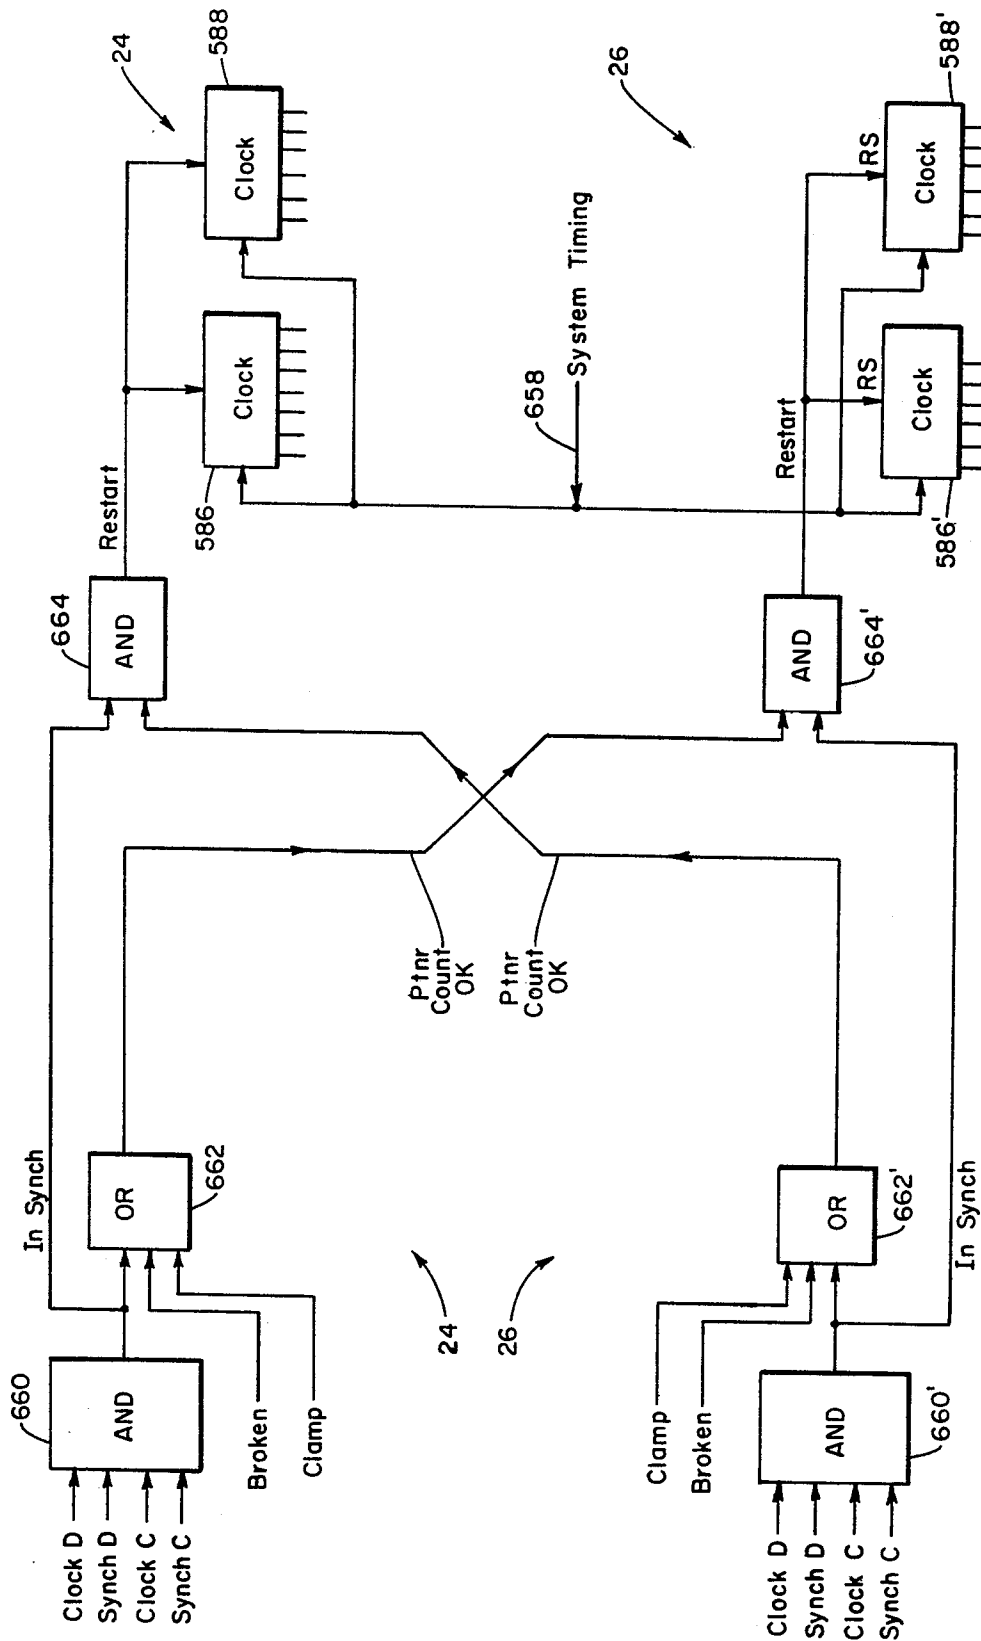 24
588
Clock
586
Clock
Restart
664
AND
658
System Timing
26
588'
RS
Clock
586'
RS
Clock
Restart
664'
AND
Ptnr
Count
OK
Ptnr
Count
OK
In Synch
OR
662
660
AND
Clock D
Synch D
Clock C
Synch C
Broken
Clamp
24
26
Clamp
Broken
OR
662'
In Synch
AND
660'
Clock D
Synch D
Clock C
Synch C